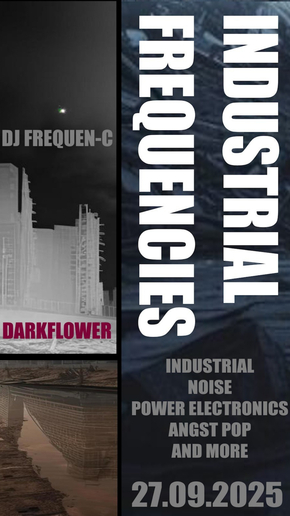 INDUSTRIAL
FREQUENCIES
DJ FREQUEN-C
DARKFLOWER
INDUSTRIAL
NOISE
POWER ELECTRONICS
ANGST POP
AND MORE
27.09.2025